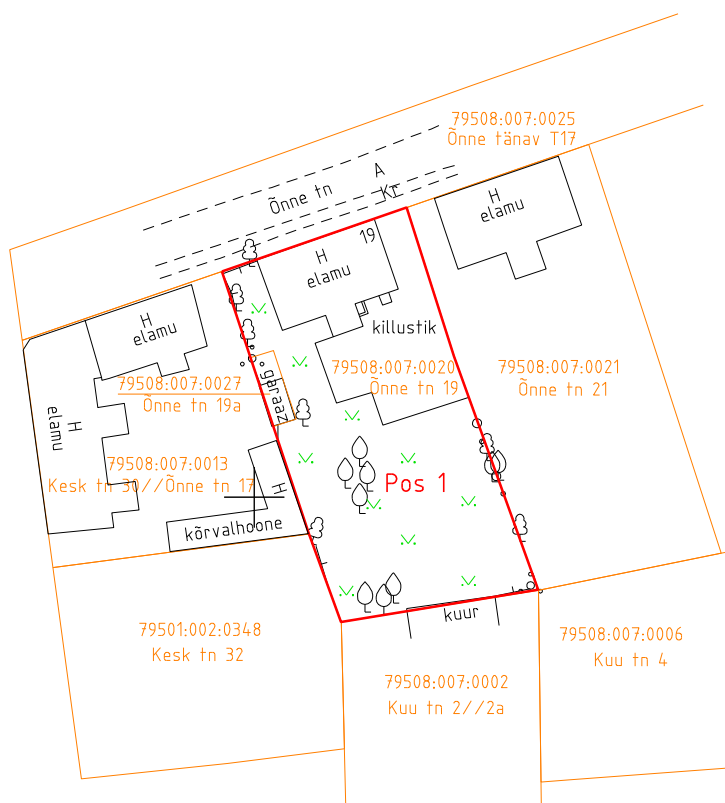 79508:007:0025
Õnne tänav T17
A
Kr
Õnne tn
H
elamu
19
H
elamu
H
elamu
killustik
79508:007:0020
Õnne tn 19
79508:007:0021
Õnne tn 21
79508:007:0027
Õnne tn 19a
garaaz
H
elamu
79508:007:0013
Kesk tn 30//Õnne tn 17
H
kõrvalhoone
Pos 1
kuur
79501:002:0348
Kesk tn 32
79508:007:0006
Kuu tn 4
79508:007:0002
Kuu tn 2//2a